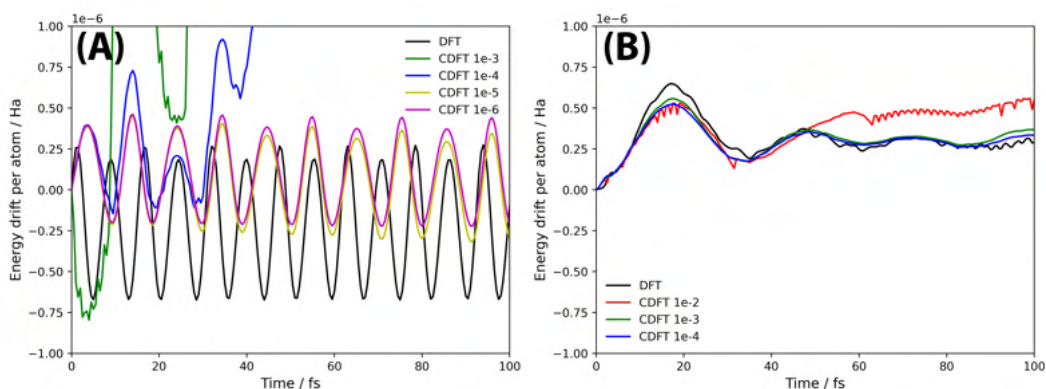 1e−6
(A)
Energy drift per atom / Ha
1.00
0.75
0.50
0.25
0.00
−0.25
−0.50
−0.75
−1.00
DFT
CDFT 1e-3
CDFT 1e-4
CDFT 1e-5
CDFT 1e-6
0
20
40
60
80
100
Time / fs
1e−6
(B)
Energy drift per atom / Ha
1.00
0.75
0.50
0.25
0.00
−0.25
−0.50
−0.75
−1.00
DFT
CDFT 1e-2
CDFT 1e-3
CDFT 1e-4
0
20
40
60
80
100
Time / fs